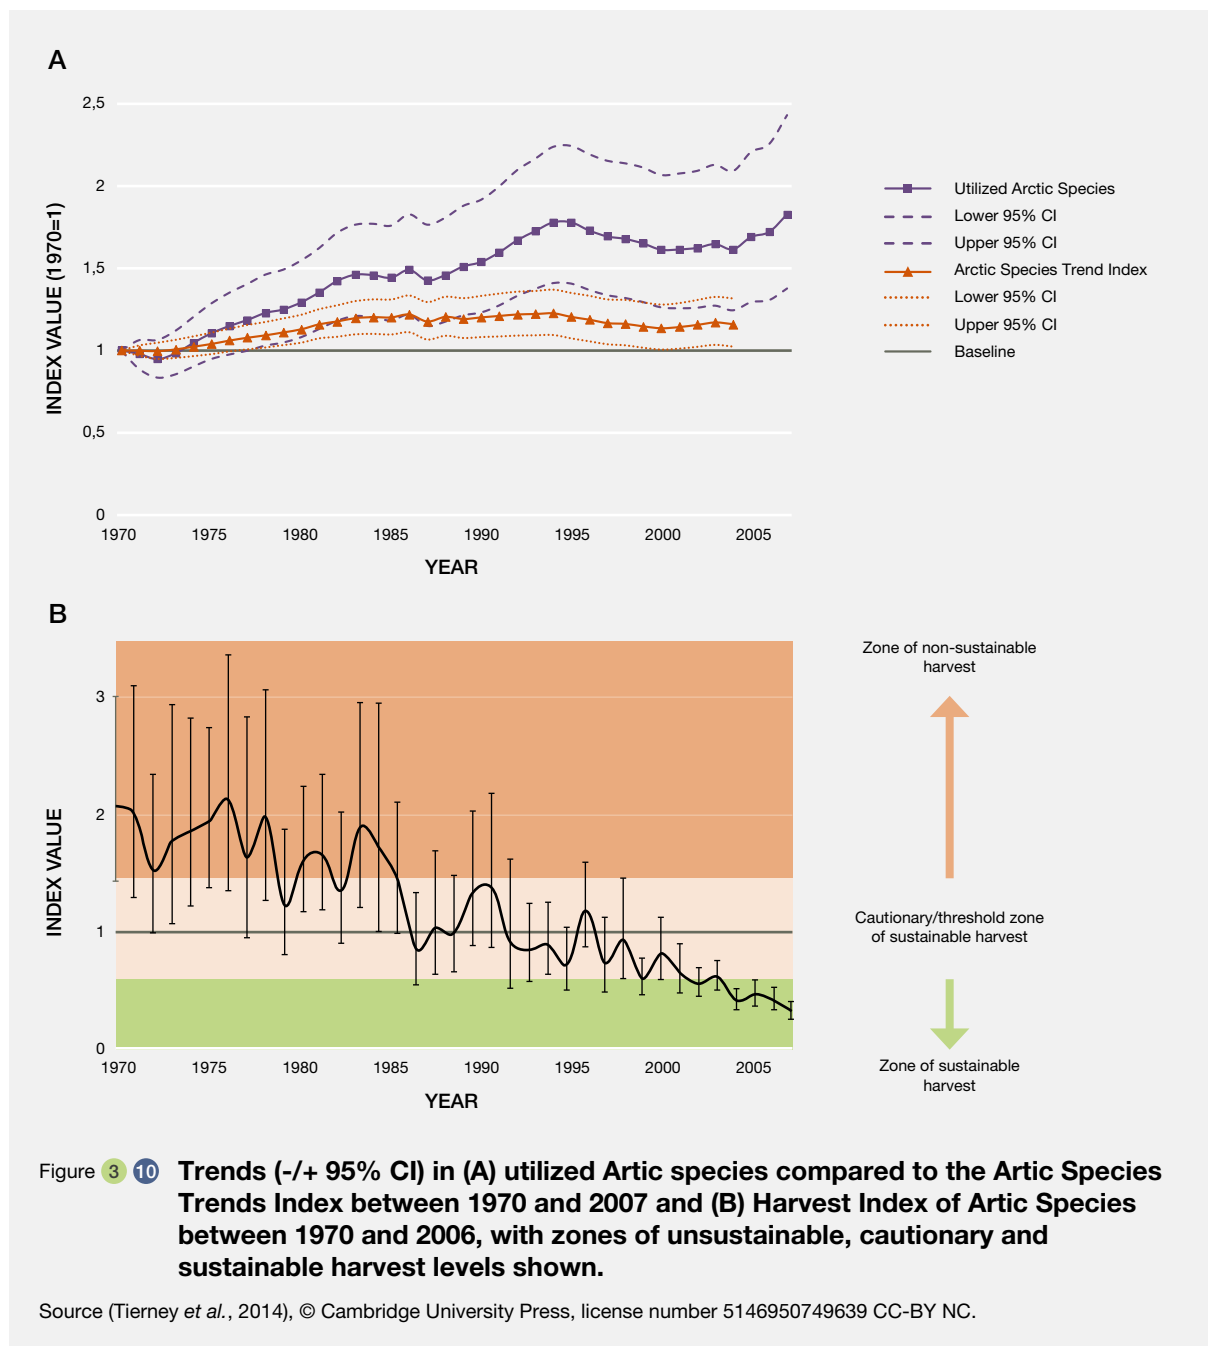 A
2,5
2
1,5
1
0,5
0
INDEX VALUE (1970=1)
1970 1975 1980 1985 1990 1995 2000 2005
YEAR
Utilized Arctic Species
Lower 95% CI
Upper 95% CI
Arctic Species Trend Index
Lower 95% CI
Upper 95% CI
Baseline
B
3
2
1
0
INDEX VALUE
1970 1975 1980 1985 1990 1995 2000 2005
YEAR
Zone of non-sustainable
harvest
Cautionary/threshold zone
of sustainable harvest
Zone of sustainable
harvest
Figure 3 10 Trends (-/+ 95% CI) in (A) utilized Artic species compared to the Artic Species
Trends Index between 1970 and 2007 and (B) Harvest Index of Artic Species
between 1970 and 2006, with zones of unsustainable, cautionary and
sustainable harvest levels shown.
Source (Tierney et al., 2014), © Cambridge University Press, license number 5146950749639 CC-BY NC.